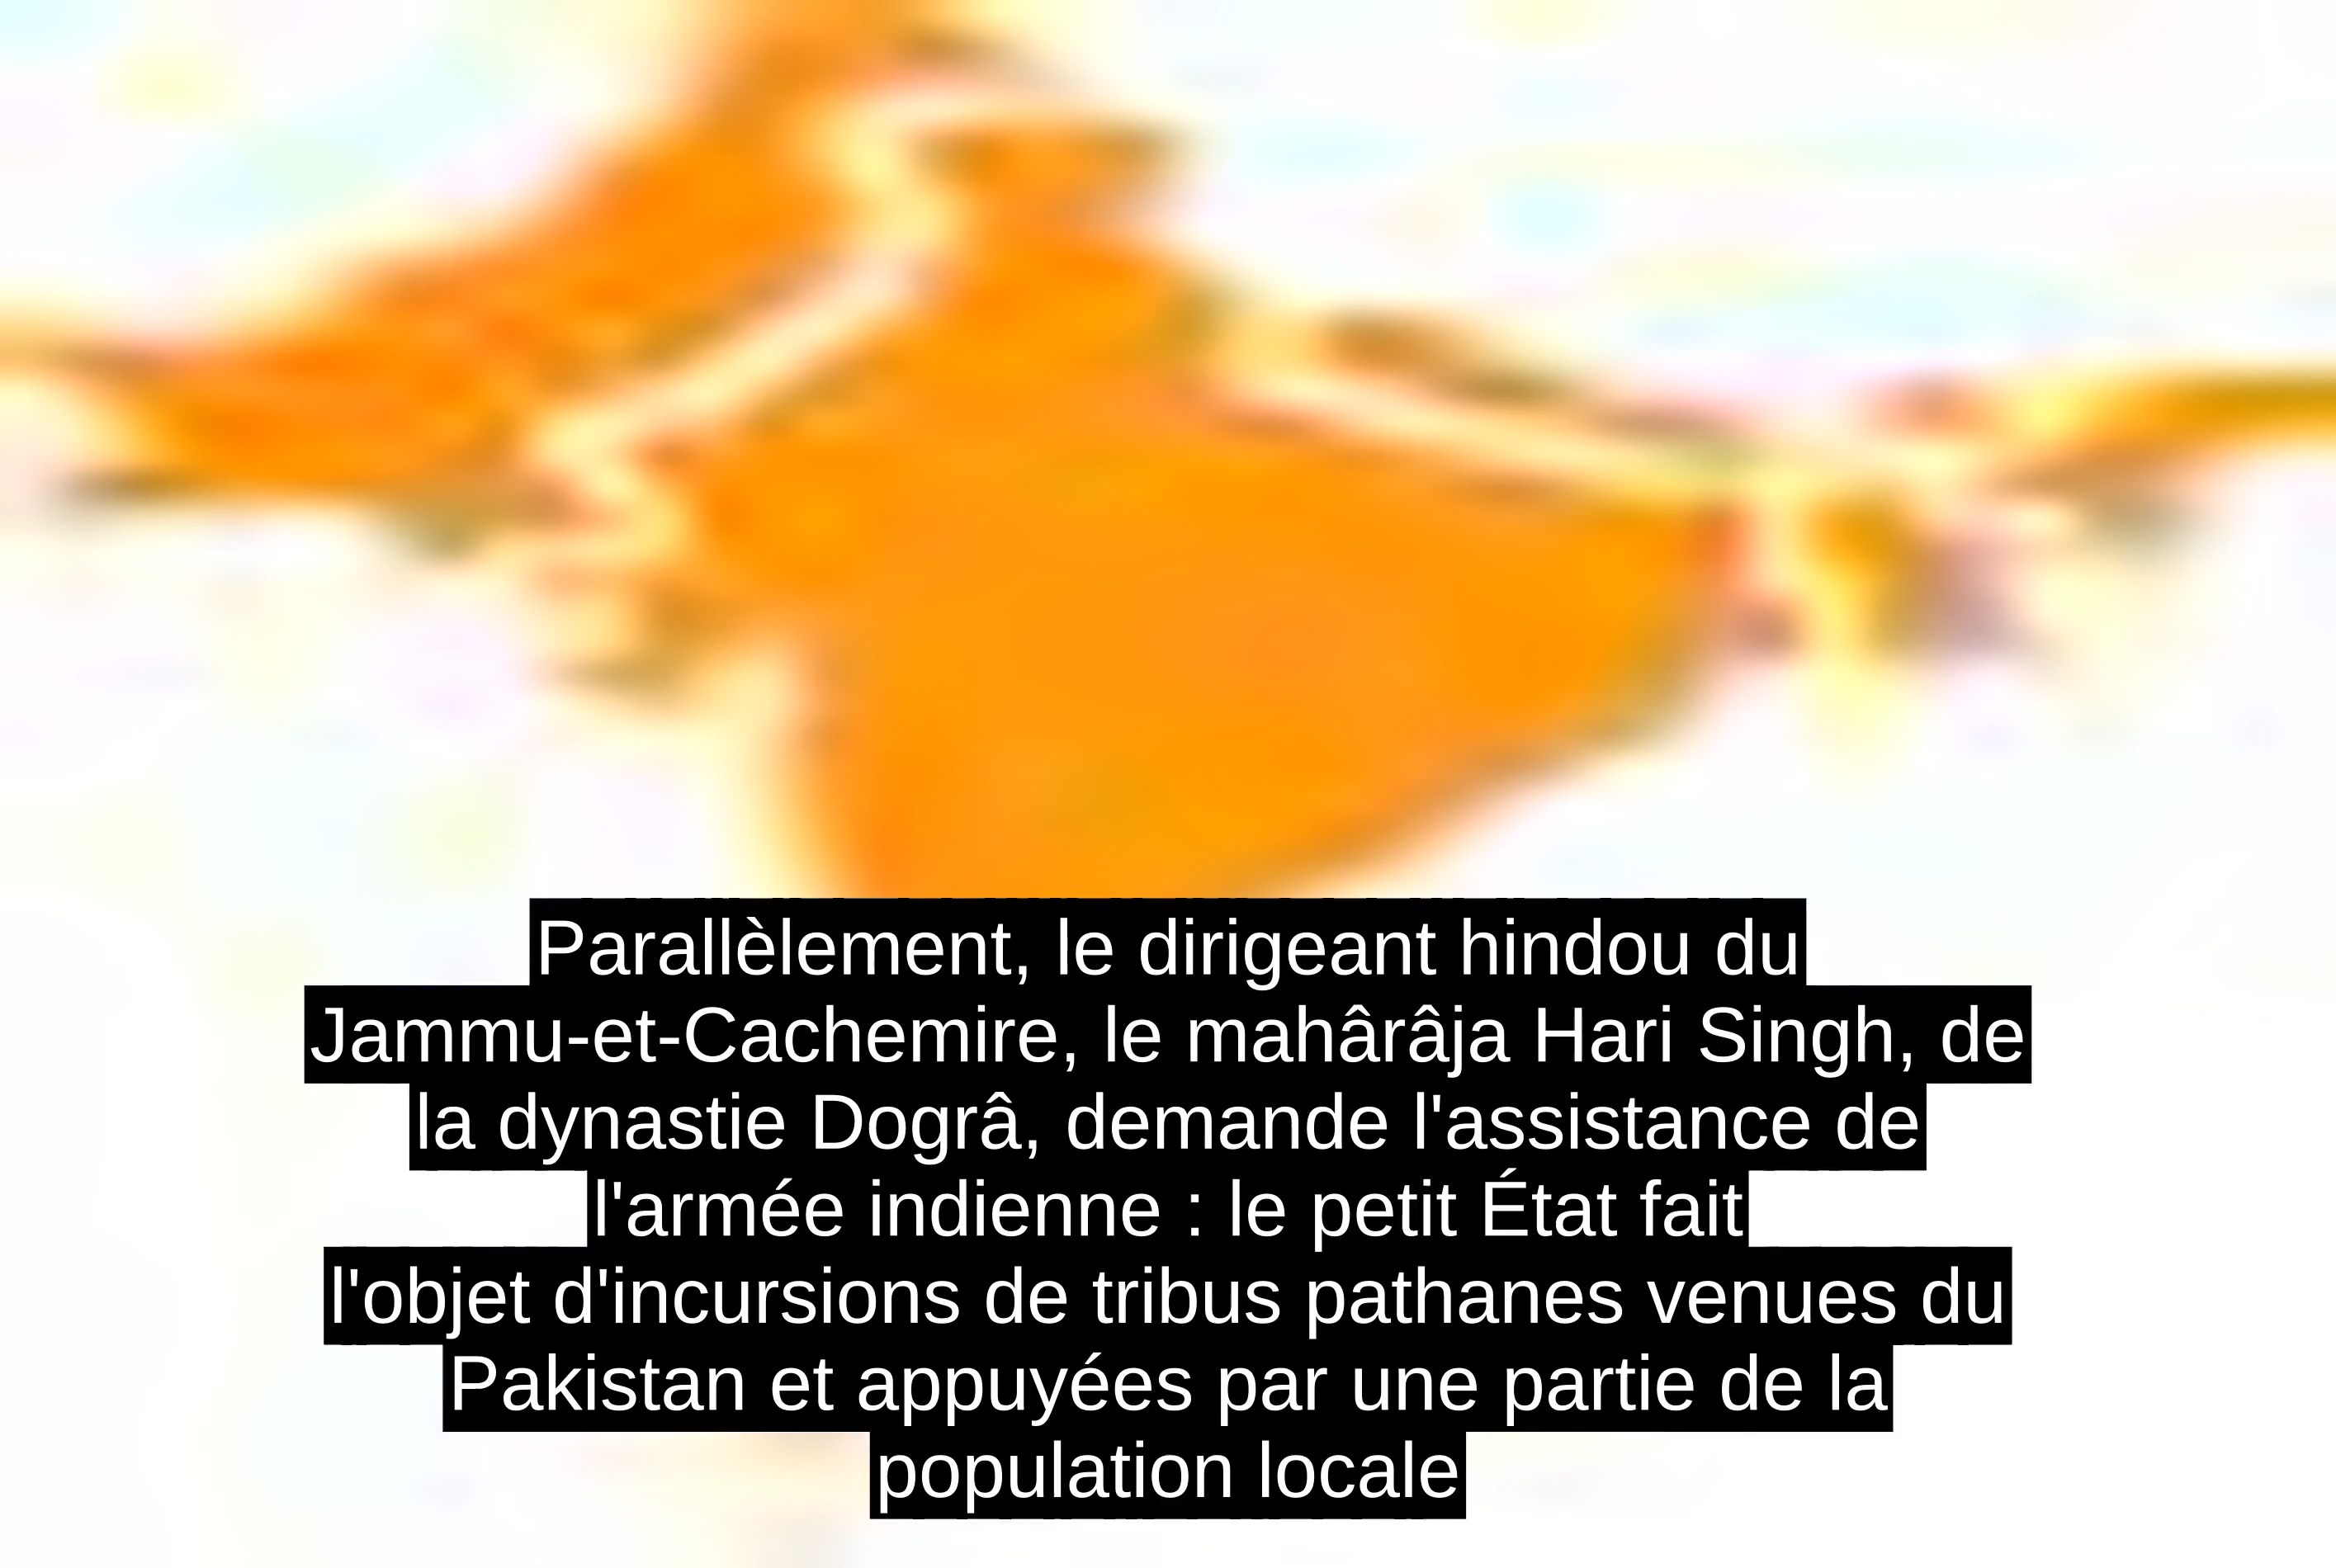 Parallèlement, le dirigeant hindou du
Jammu-et-Cachemire, le mahârâja Hari Singh, de
la dynastie Dogrâ, demande l'assistance de
l'armée indienne : le petit État fait
l'objet d'incursions de tribus pathanes venues du
Pakistan et appuyées par une partie de la
population locale